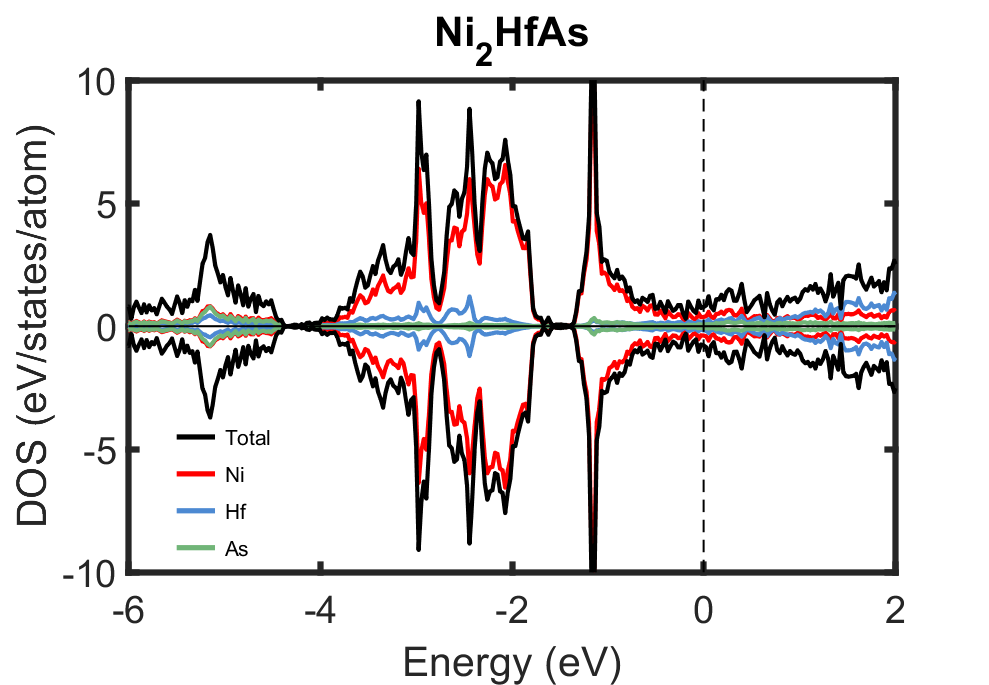 Ni₂HfAs
10
5
0
-5
-10
DOS (eV/states/atom)
Total
Ni
Hf
As
-6 -4 -2 0 2
Energy (eV)